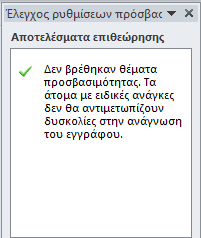 Έλεγχος ρυθμίσεων πρόσβας
Αποτελέσματα επιθεώρησης
Δεν βρέθηκαν θέματα
προσβασιμότητας. Τα
άτομα με ειδικές ανάγκες
δεν θα αντιμετωπίζουν
δυσκολίες στην ανάγνωση
του εγγράφου.